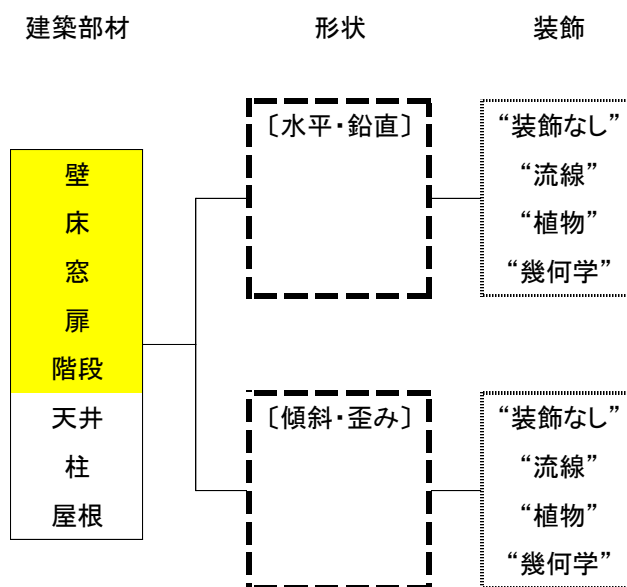 建築部材 形状 装飾
壁
床
窓
扉
階段
天井
柱
屋根
〔水平・鉛直〕
“装飾なし”
“流線”
“植物”
“幾何学”
〔傾斜・歪み〕
“装飾なし”
“流線”
“植物”
“幾何学”